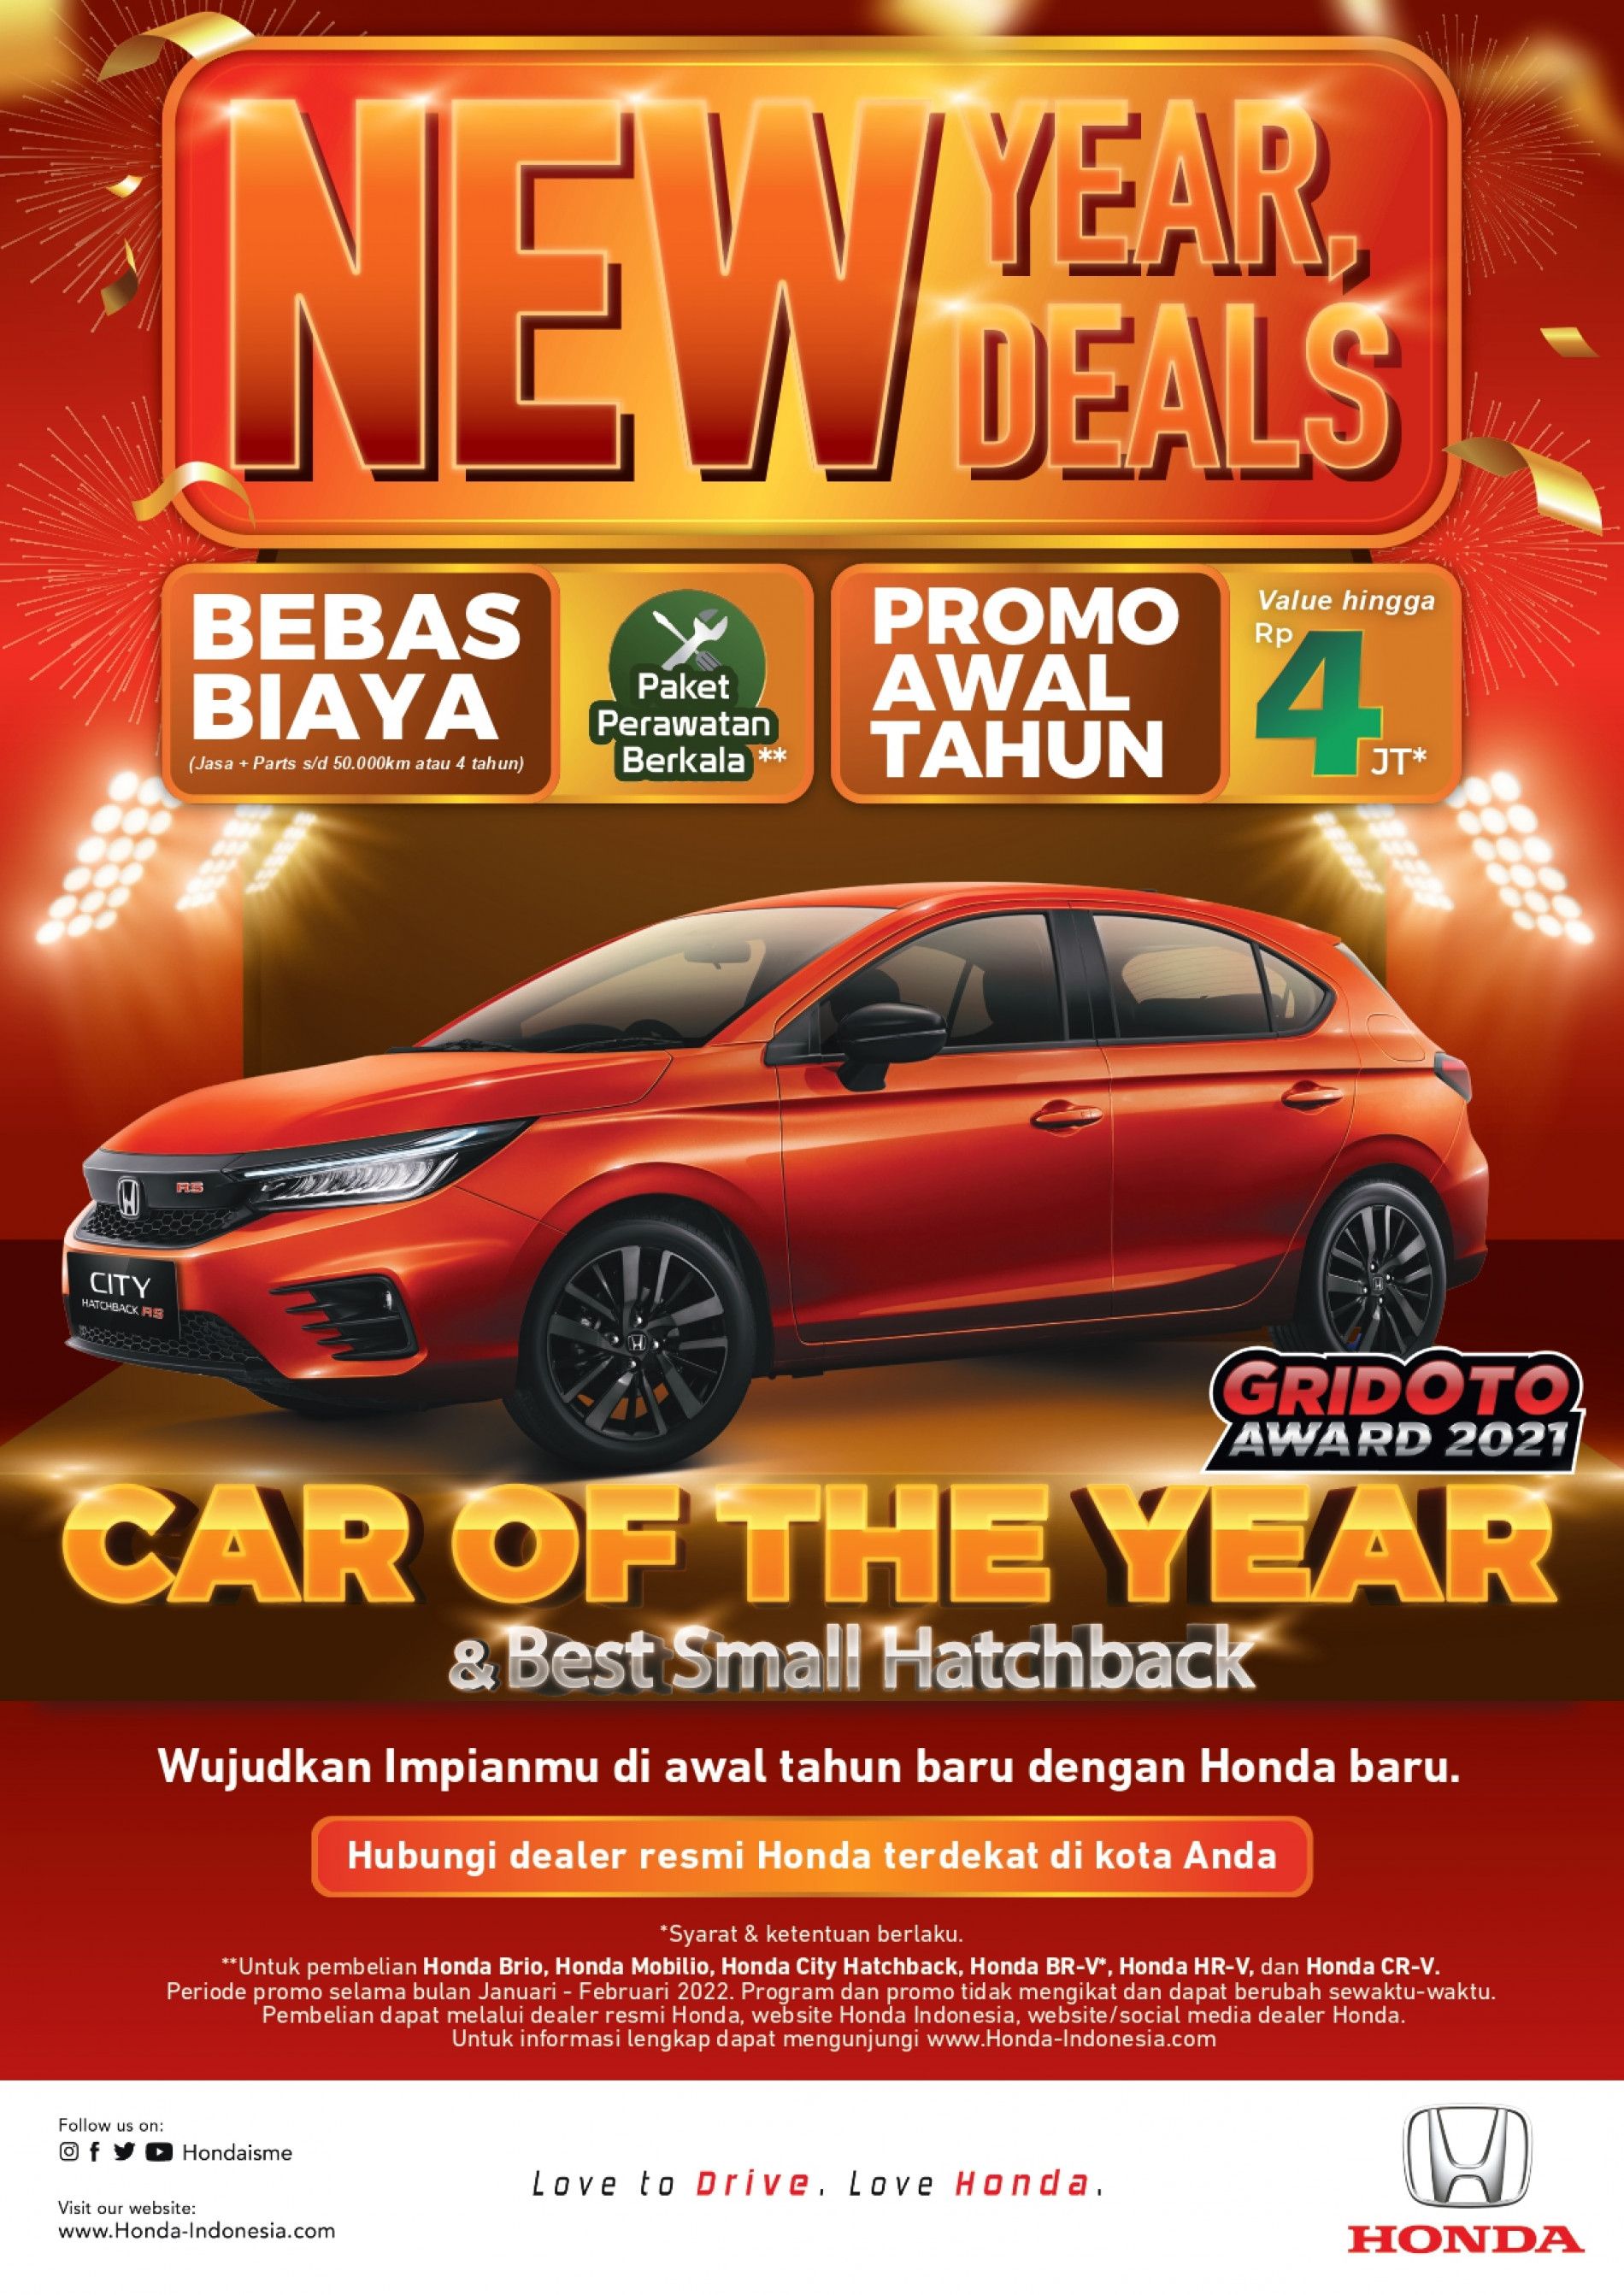 NEW YEAR,
DEALS
BEBAS
BIAYA
(Jasa + Parts s/d 50.000km atau 4 tahun)
Paket
Perawatan
Berkala**
PROMO
AWAL
TAHUN
Value hingga
Rp
4
JT*
RS
CITY
HATCHBACK RS
GRIDOTO
AWARD 2021
CAR OF THE YEAR
& Best Small Hatchback
Wujudkan Impianmu di awal tahun baru dengan Honda baru.
Hubungi dealer resmi Honda terdekat di kota Anda
*Syarat & ketentuan berlaku.
**Untuk pembelian Honda Brio, Honda Mobilio, Honda City Hatchback, Honda BR-V*, Honda HR-V, dan Honda CR-V.
Periode promo selama bulan Januari - Februari 2022. Program dan promo tidak mengikat dan dapat berubah sewaktu-waktu.
Pembelian dapat melalui dealer resmi Honda, website Honda Indonesia, website/social media dealer Honda.
Untuk informasi lengkap dapat mengunjungi www.Honda-Indonesia.com
Follow us on:
Hondaisme
Visit our website:
www.Honda-Indonesia.com
Love to Drive. Love Honda.
HONDA